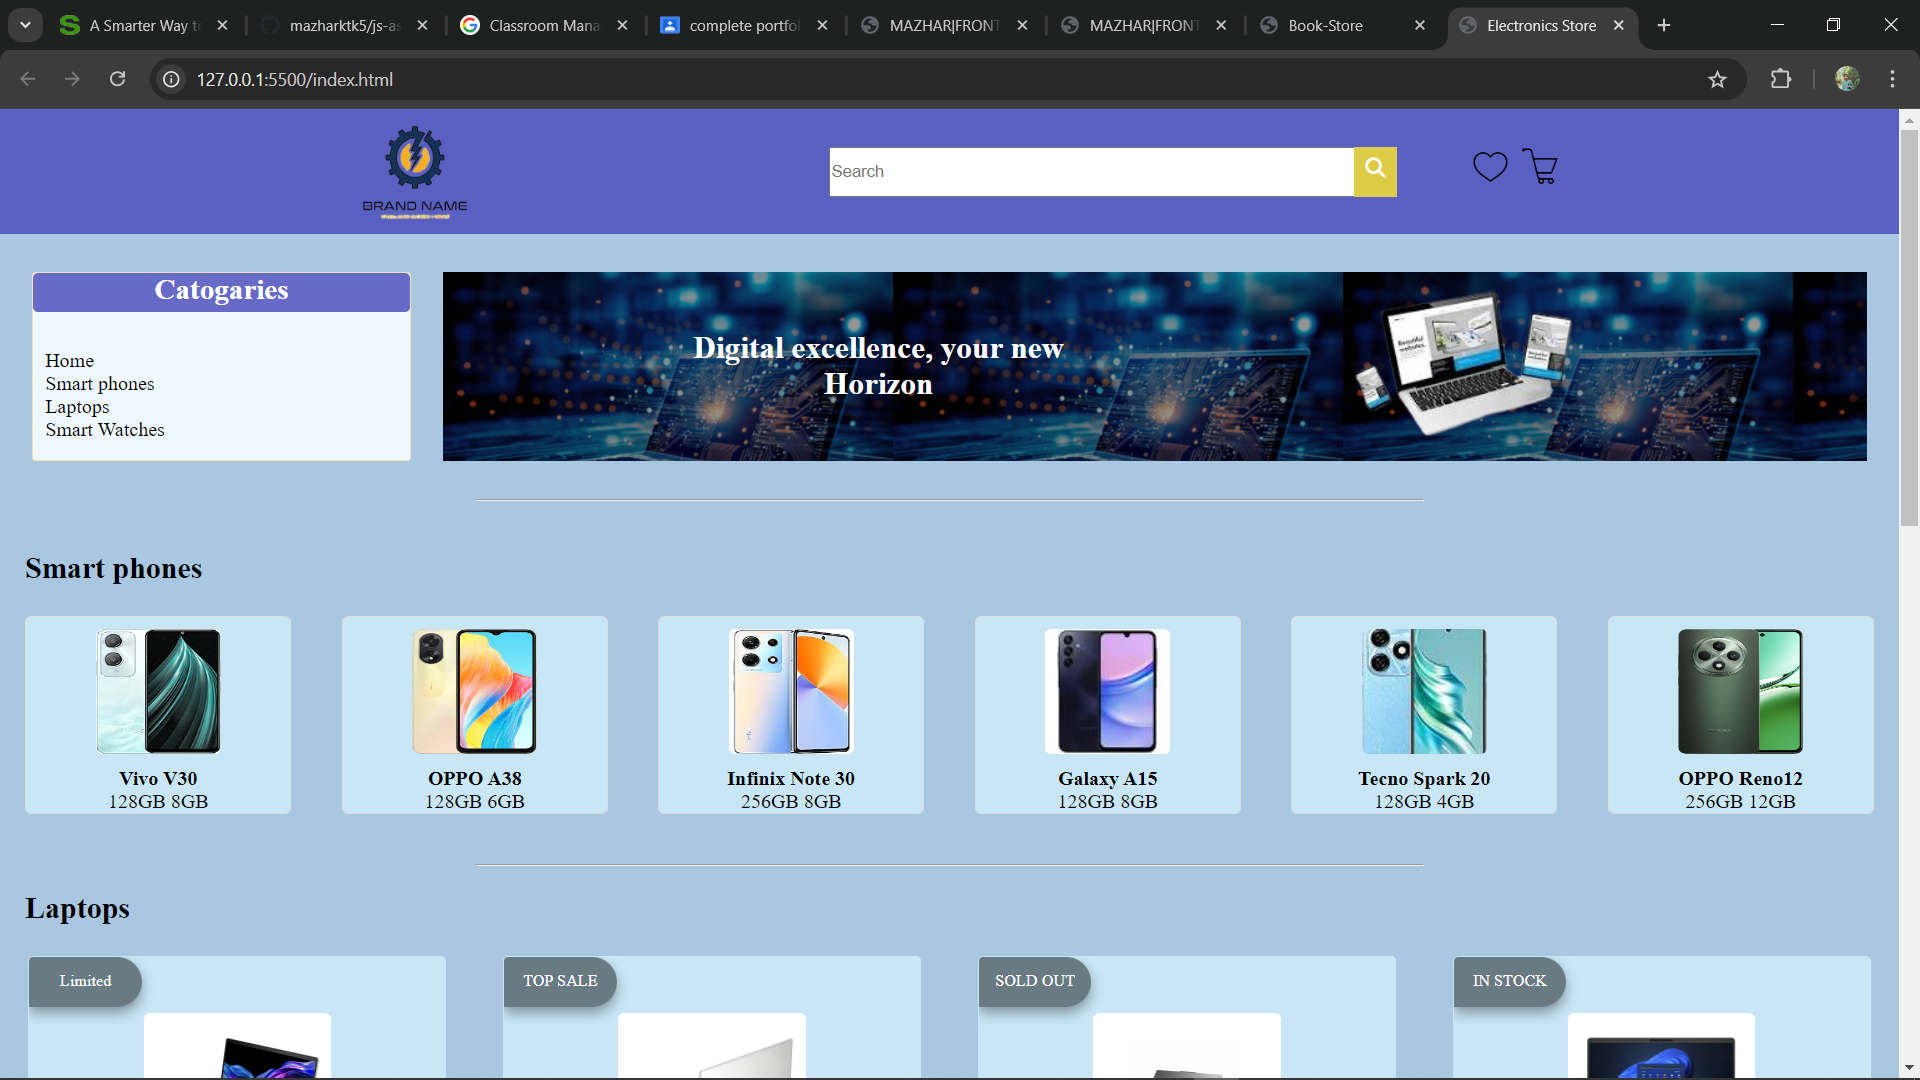 A Smarter Way t
mazharktk5/js-as
Classroom Mana
complete portfol
MAZHAR|FRONT
MAZHAR|FRONT
Book-Store
Electronics Store
127.0.0.1:5500/index.html
BRAND NAME
Search
Catogaries
Home
Smart phones
Laptops
Smart Watches
Digital excellence, your new
Horizon
Smart phones
Vivo V30
128GB 8GB
OPPO A38
128GB 6GB
Infinix Note 30
256GB 8GB
Galaxy A15
128GB 8GB
Tecno Spark 20
128GB 4GB
OPPO Reno12
256GB 12GB
Laptops
Limited
TOP SALE
SOLD OUT
IN STOCK